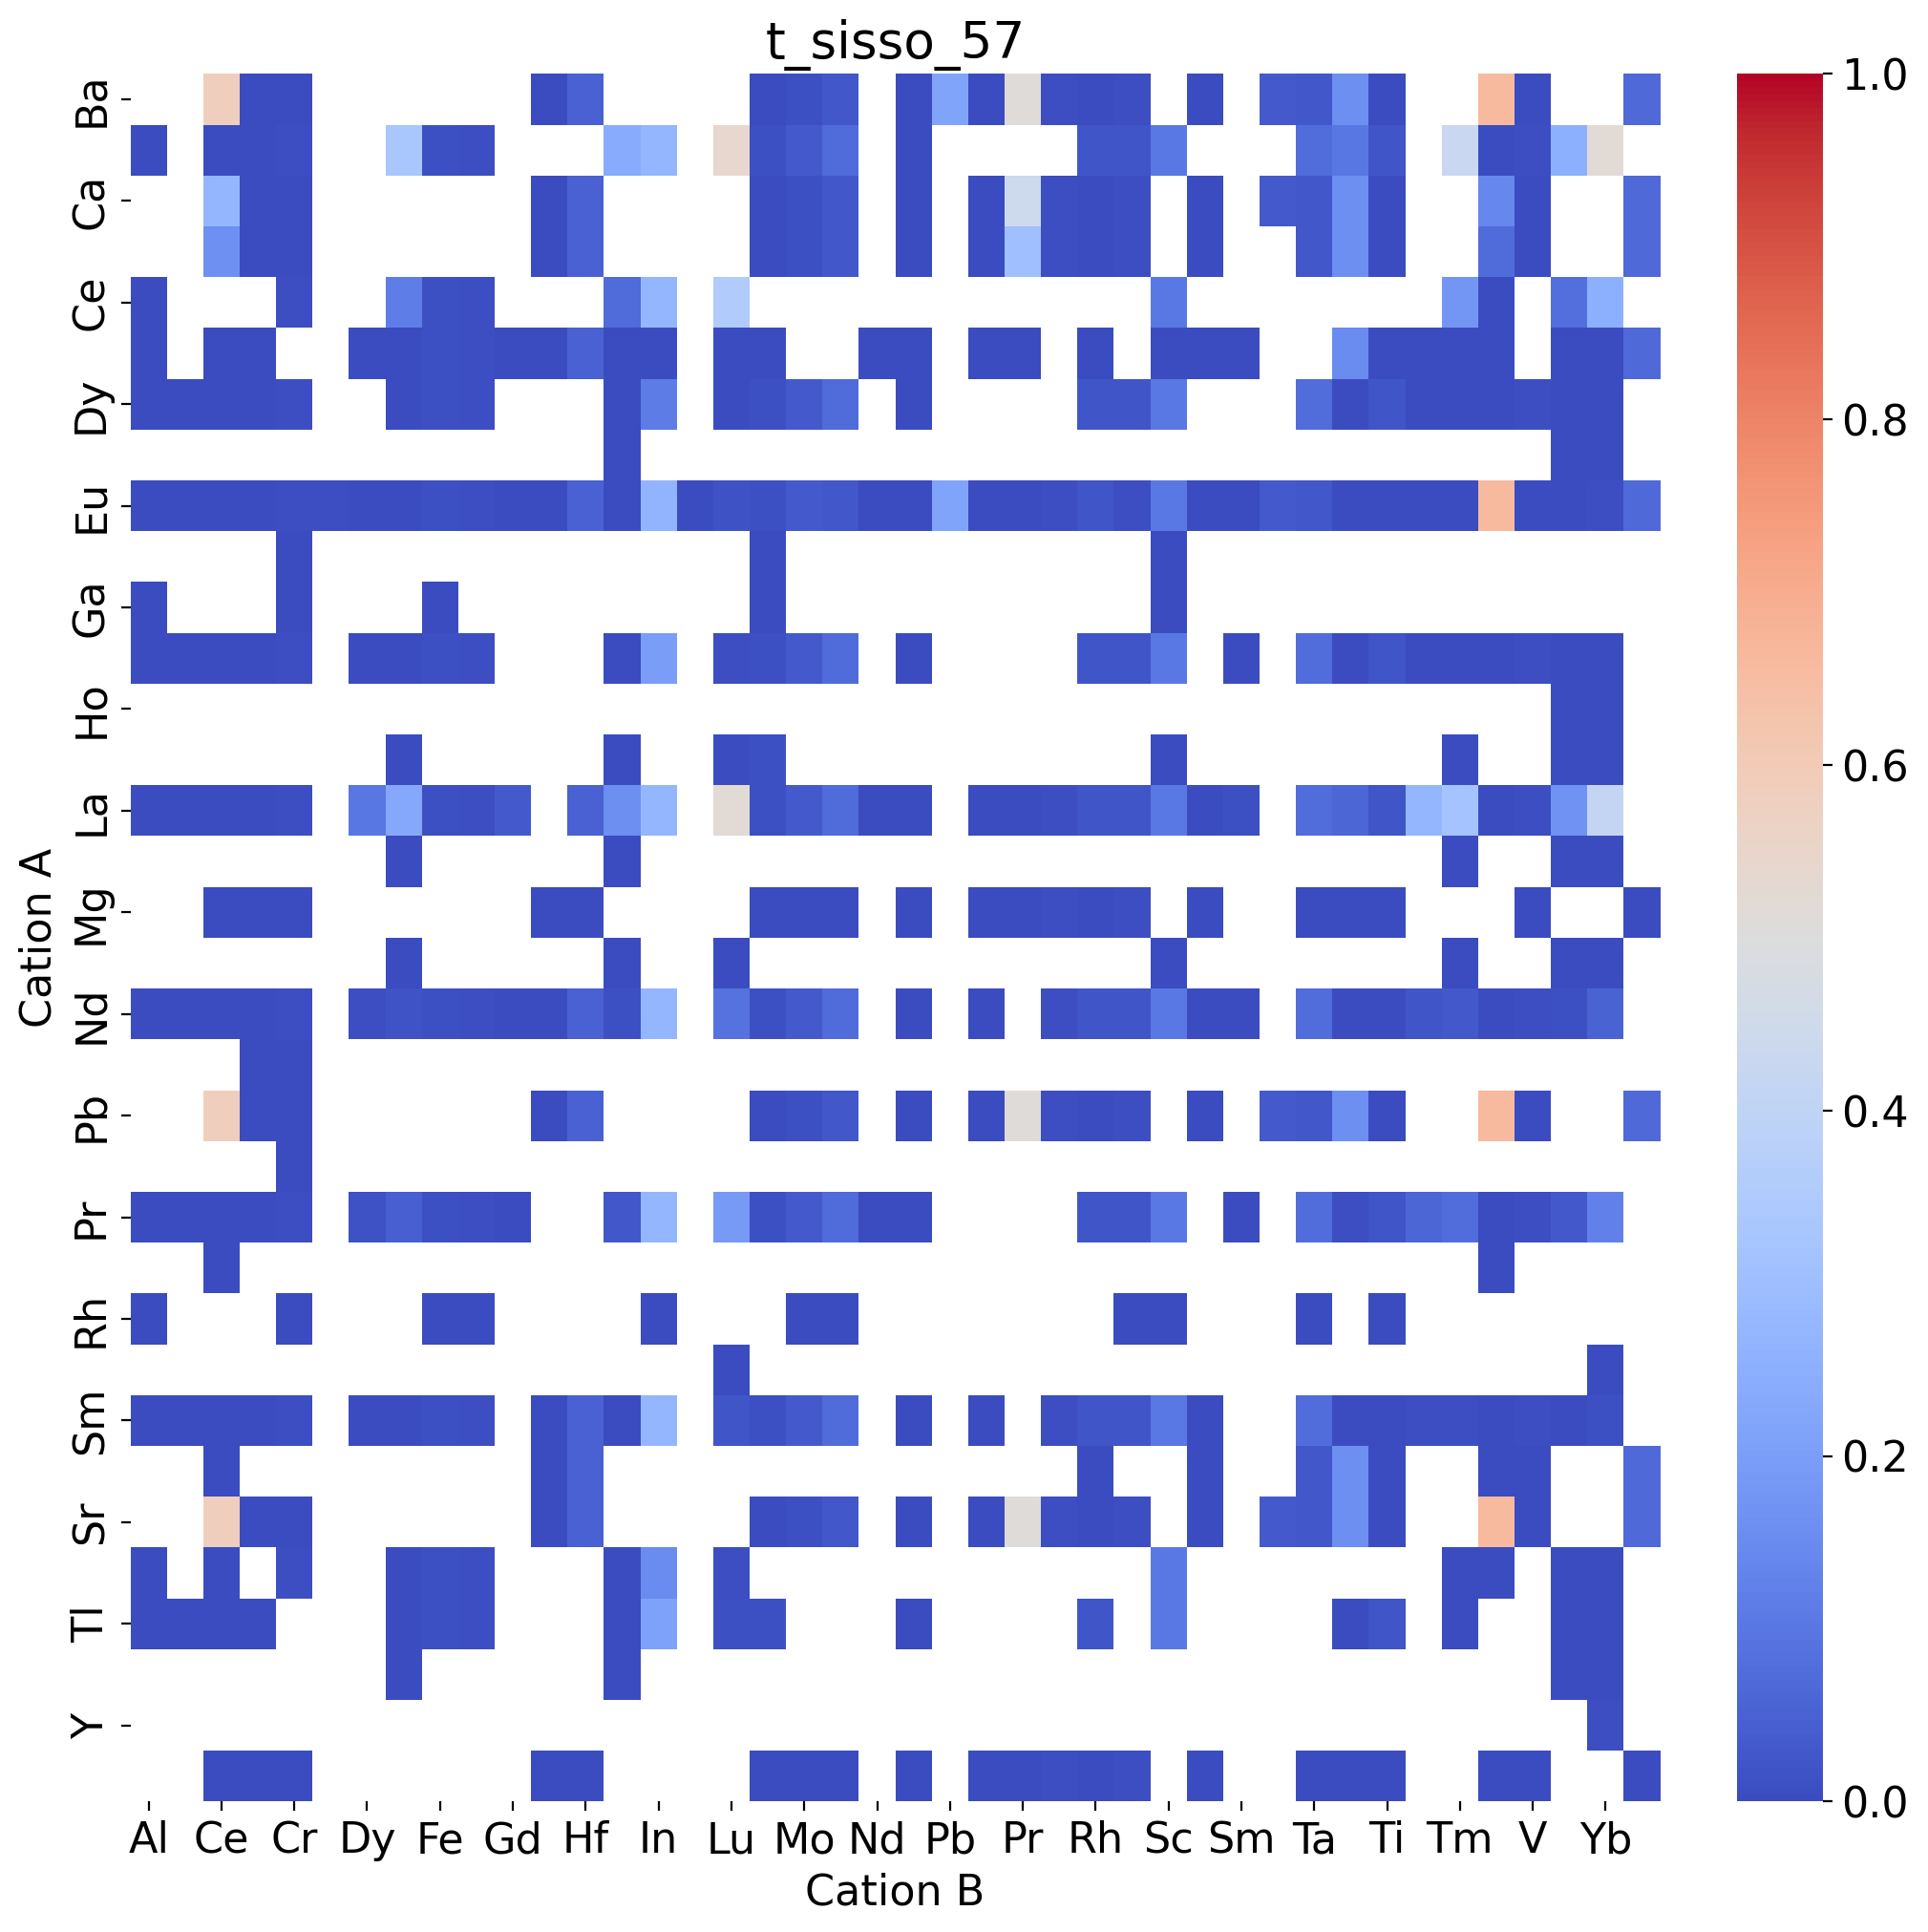 t_sisso_57
Cation A
Ba
Ca
Ce
Dy
Eu
Ga
Ho
La
Mg
Nd
Pb
Pr
Rh
Sm
Sr
Tl
Y
Al Ce Cr Dy Fe Gd Hf In Lu Mo Nd Pb Pr Rh Sc Sm Ta Ti Tm V Yb
Cation B
1.0
0.8
0.6
0.4
0.2
0.0